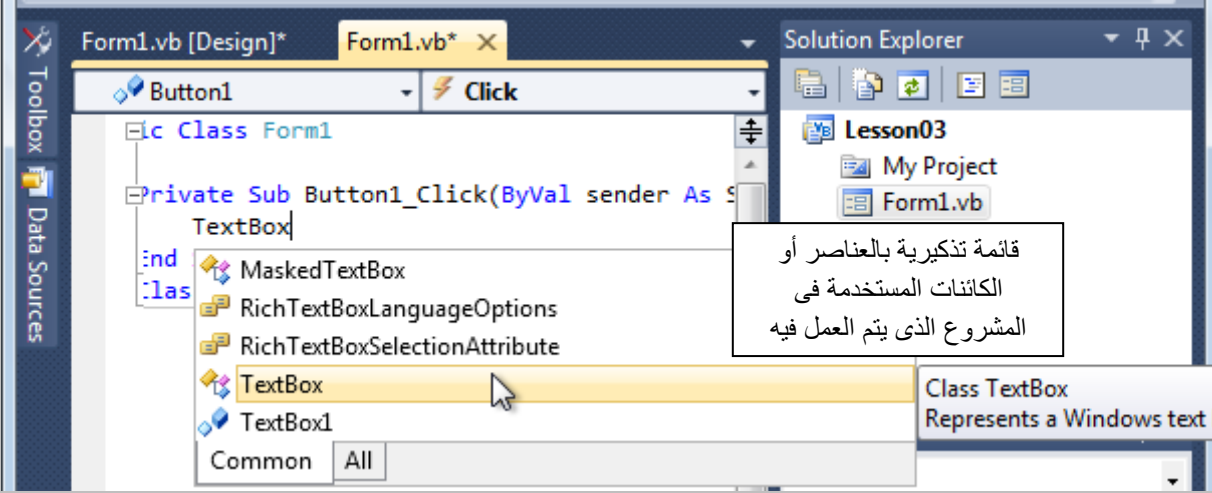 Form1.vb [Design]*
Form1.vb*
Solution Explorer
Toolbox
Data Sources
Button1
Click
ic Class Form1
Private Sub Button1_Click(ByVal sender As S
TextBox
End
Clas
MaskedTextBox
RichTextBoxLanguageOptions
RichTextBoxSelectionAttribute
TextBox
TextBox1
Common
All
Lesson03
My Project
Form1.vb
قائمة تذكيرية بالعناصر أو
الكائنات المستخدمة فى
المشروع الذى يتم العمل فيه
Class TextBox
Represents a Windows text